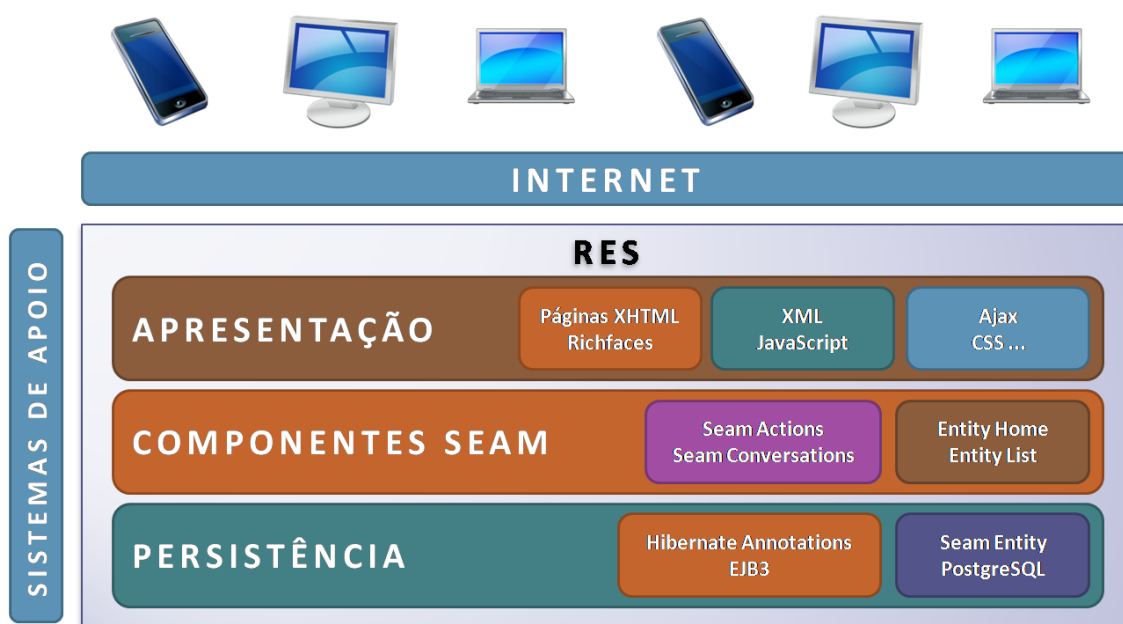 INTERNET
SISTEMAS DE APOIO
RES
APRESENTAÇÃO
Páginas XHTML
Richfaces
XML
JavaScript
Ajax
CSS ...
COMPONENTES SEAM
Seam Actions
Seam Conversations
Entity Home
Entity List
PERSISTÊNCIA
Hibernate Annotations
EJB3
Seam Entity
PostgreSQL